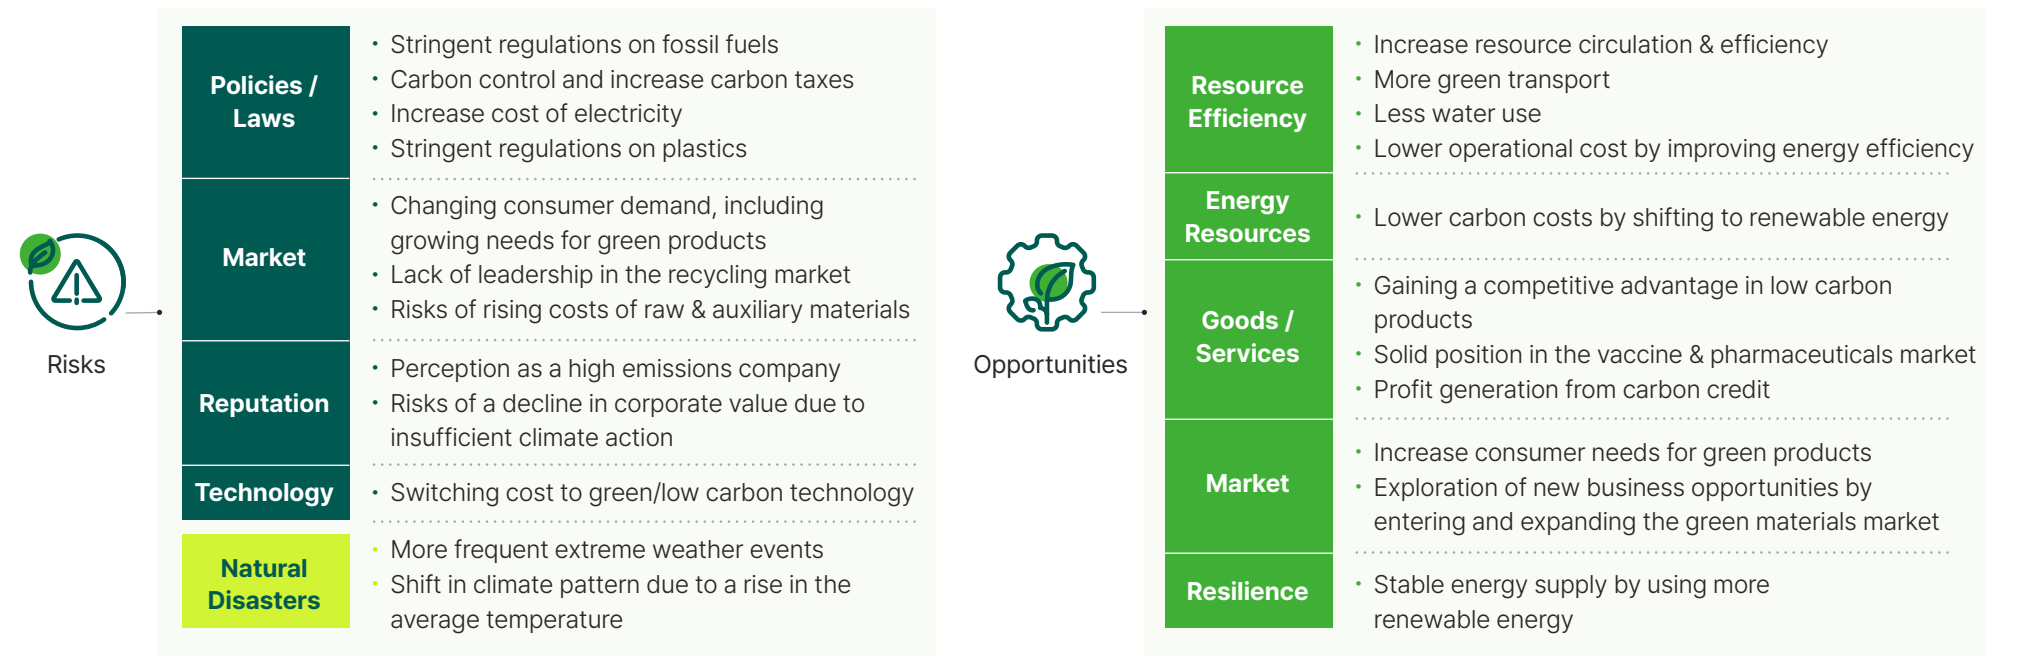 Risks
Policies /
Laws
• Stringent regulations on fossil fuels
• Carbon control and increase carbon taxes
• Increase cost of electricity
• Stringent regulations on plastics
Market
• Changing consumer demand, including
growing needs for green products
• Lack of leadership in the recycling market
• Risks of rising costs of raw & auxiliary materials
Reputation
• Perception as a high emissions company
• Risks of a decline in corporate value due to
insufficient climate action
Technology
• Switching cost to green/low carbon technology
Natural
Disasters
• More frequent extreme weather events
• Shift in climate pattern due to a rise in the
average temperature
Opportunities
Resource
Efficiency
• Increase resource circulation & efficiency
• More green transport
• Less water use
• Lower operational cost by improving energy efficiency
Energy
Resources
• Lower carbon costs by shifting to renewable energy
Goods /
Services
• Gaining a competitive advantage in low carbon
products
• Solid position in the vaccine & pharmaceuticals market
• Profit generation from carbon credit
Market
• Increase consumer needs for green products
• Exploration of new business opportunities by
entering and expanding the green materials market
Resilience
• Stable energy supply by using more
renewable energy